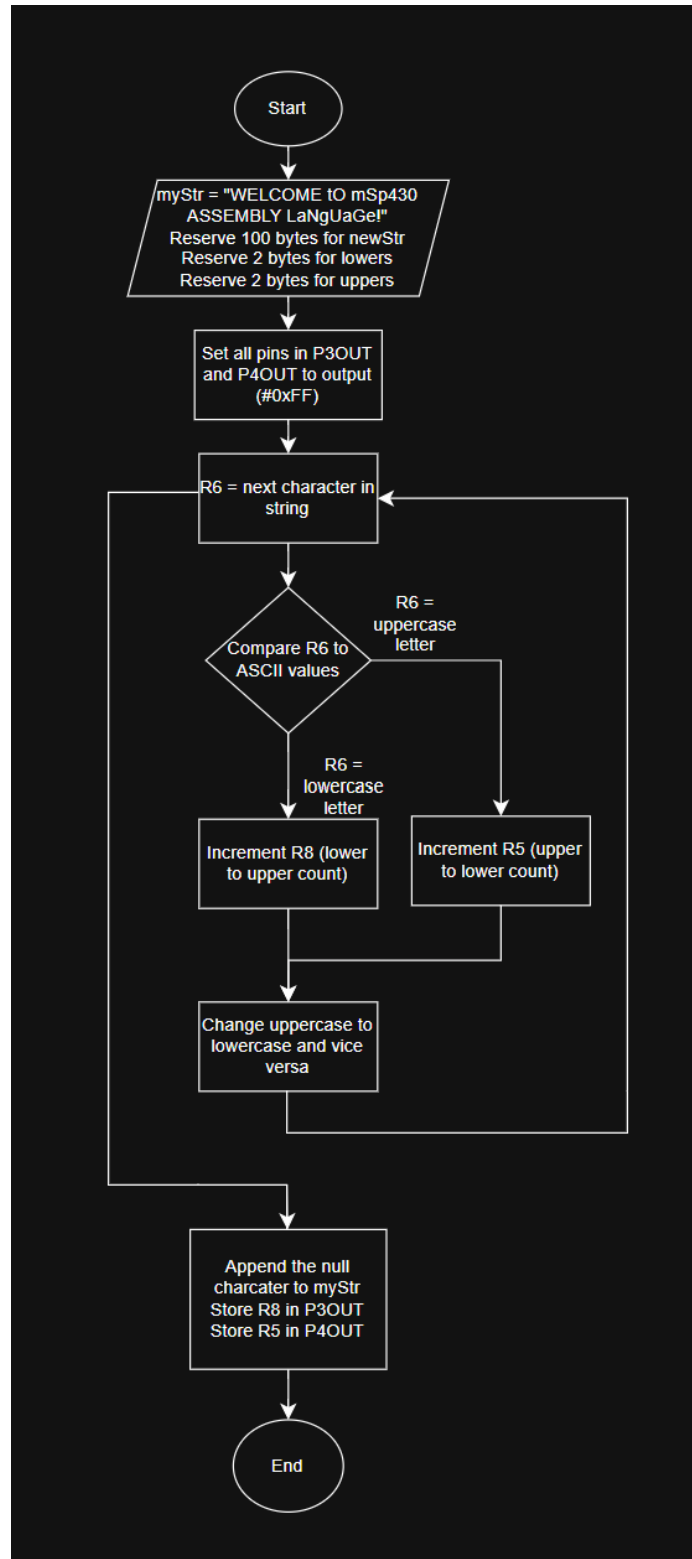 Start
myStr = "WELCOME tO mSp430
ASSEMBLY LaNgUaGe!"
Reserve 100 bytes for newStr
Reserve 2 bytes for lowers
Reserve 2 bytes for uppers
Set all pins in P3OUT
and P4OUT to output
(#0xFF)
R6 = next character in
string
Compare R6 to
ASCII values
R6 =
uppercase
letter
R6 =
lowercase
letter
Increment R8 (lower
to upper count)
Increment R5 (upper
to lower count)
Change uppercase to
lowercase and vice
versa
Append the null
charcater to myStr
Store R8 in P3OUT
Store R5 in P4OUT
End